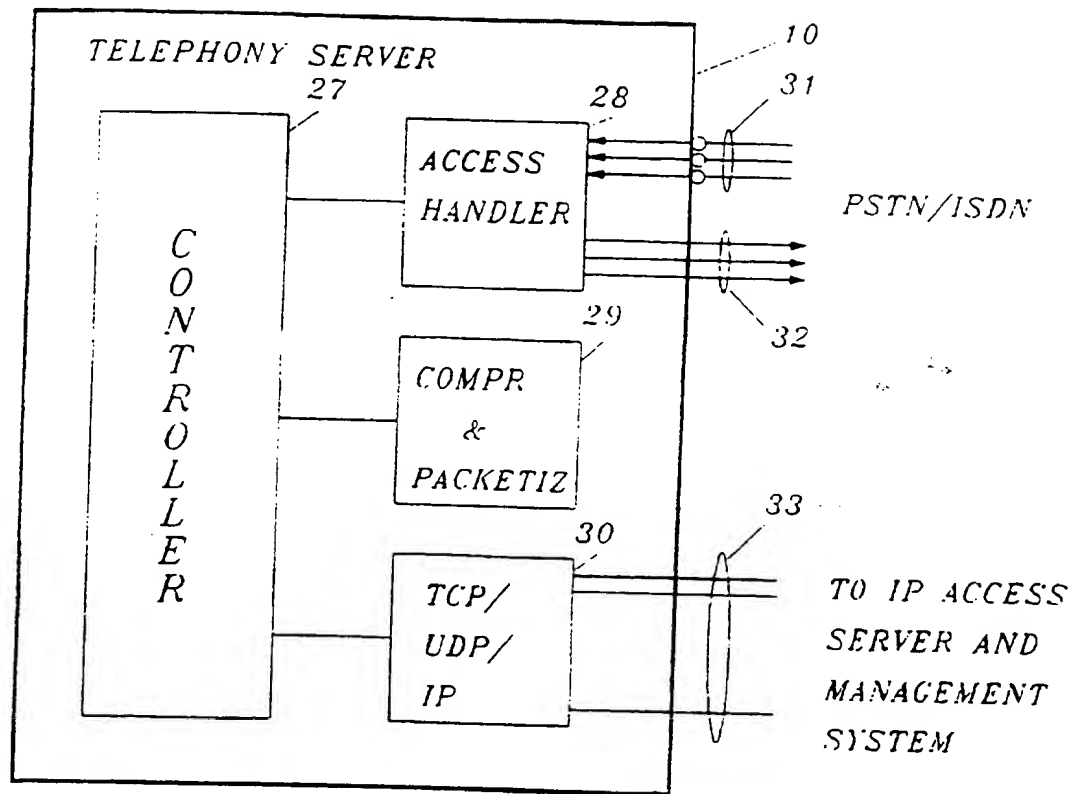 TELEPHONY SERVER
10
27
28
31
ACCESS
HANDLER
PSTN/ISDN
32
CONTROLLER
29
COMPR
&
PACKETIZ
33
30
TCP/
UDP/
IP
TO IP ACCESS
SERVER AND
MANAGEMENT
SYSTEM